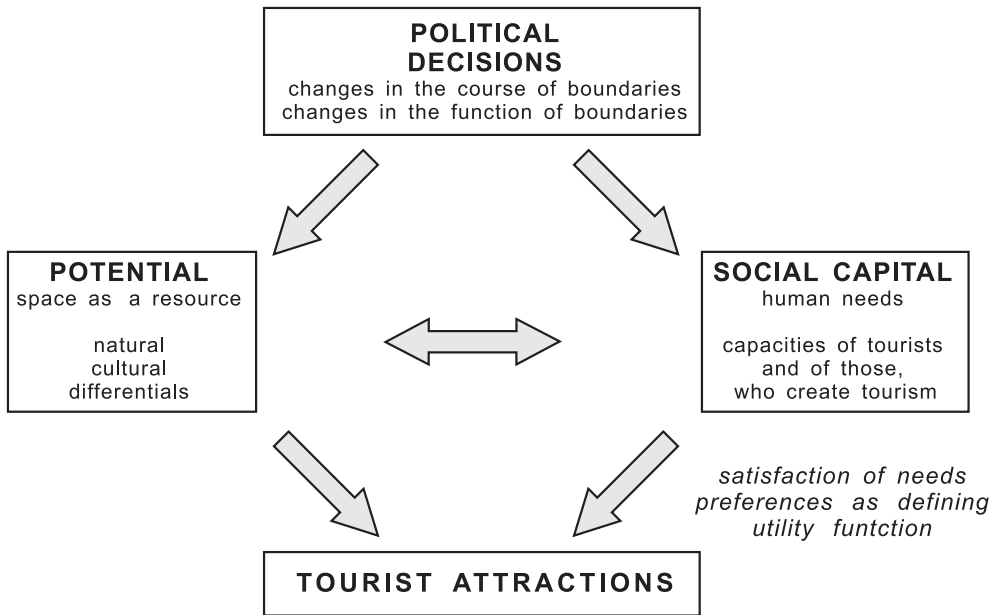 POLITICAL
DECISIONS
changes in the course of boundaries
changes in the function of boundaries
POTENTIAL
space as a resource
natural
cultural
differentials
SOCIAL CAPITAL
human needs
capacities of tourists
and of those,
who create tourism
satisfaction of needs
preferences as defining
utility funtction
TOURIST ATTRACTIONS